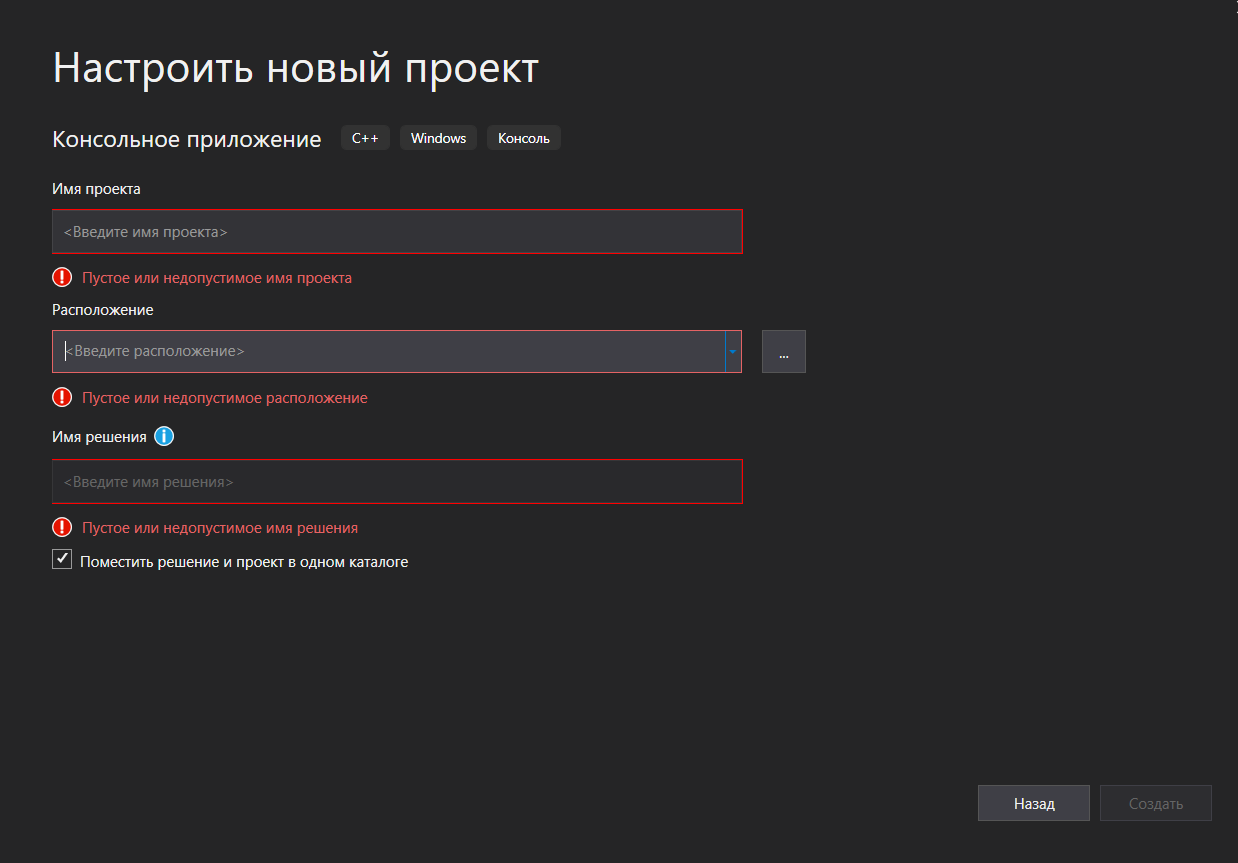 Настроить новый проект
Консольное приложение C++ Windows Консоль
Имя проекта
<Введите имя проекта>
Пустое или недопустимое имя проекта
Расположение
<Введите расположение>
...
Пустое или недопустимое расположение
Имя решения
<Введите имя решения>
Пустое или недопустимое имя решения
Поместить решение и проект в одном каталоге
Назад Создать